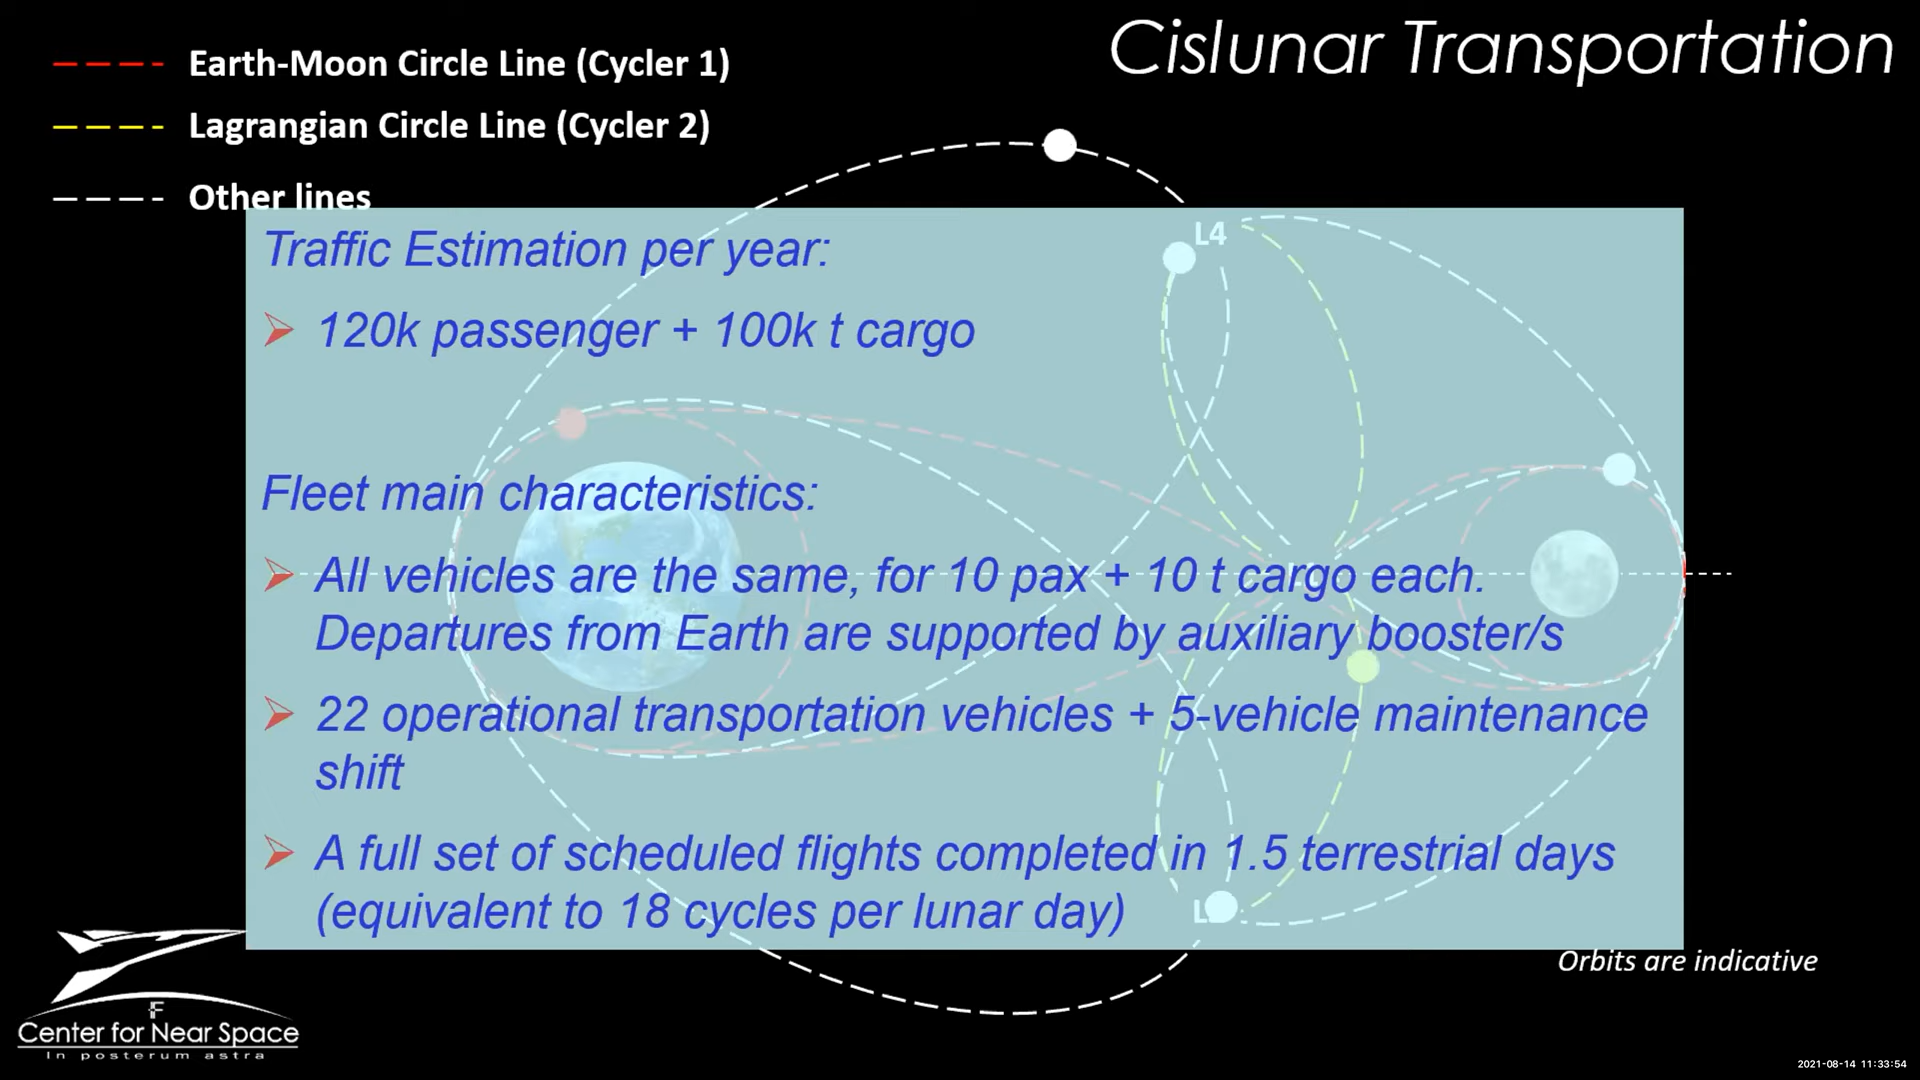 Cislunar Transportation
Earth-Moon Circle Line (Cycler 1)
Lagrangian Circle Line (Cycler 2)
Other lines
L4
Traffic Estimation per year:
120k passenger + 100k t cargo
Fleet main characteristics:
All vehicles are the same, for 10 pax + 10 t cargo each.
Departures from Earth are supported by auxiliary booster/s
22 operational transportation vehicles + 5-vehicle maintenance
shift
A full set of scheduled flights completed in 1.5 terrestrial days
(equivalent to 18 cycles per lunar day)
Orbits are indicative
Center for Near Space
In posterum astra
2021-08-14 11:33:54